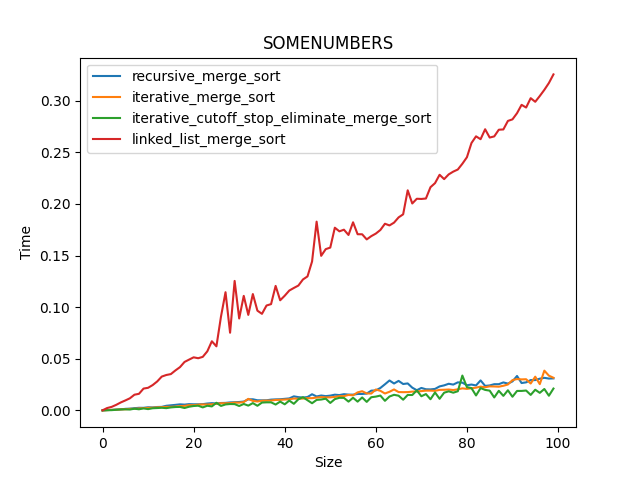 SOMENUMBERS
recursive_merge_sort
iterative_merge_sort
iterative_cutoff_stop_eliminate_merge_sort
linked_list_merge_sort
0.30
0.25
0.20
0.15
0.10
0.05
0.00
Time
0 20 40 60 80 100
Size